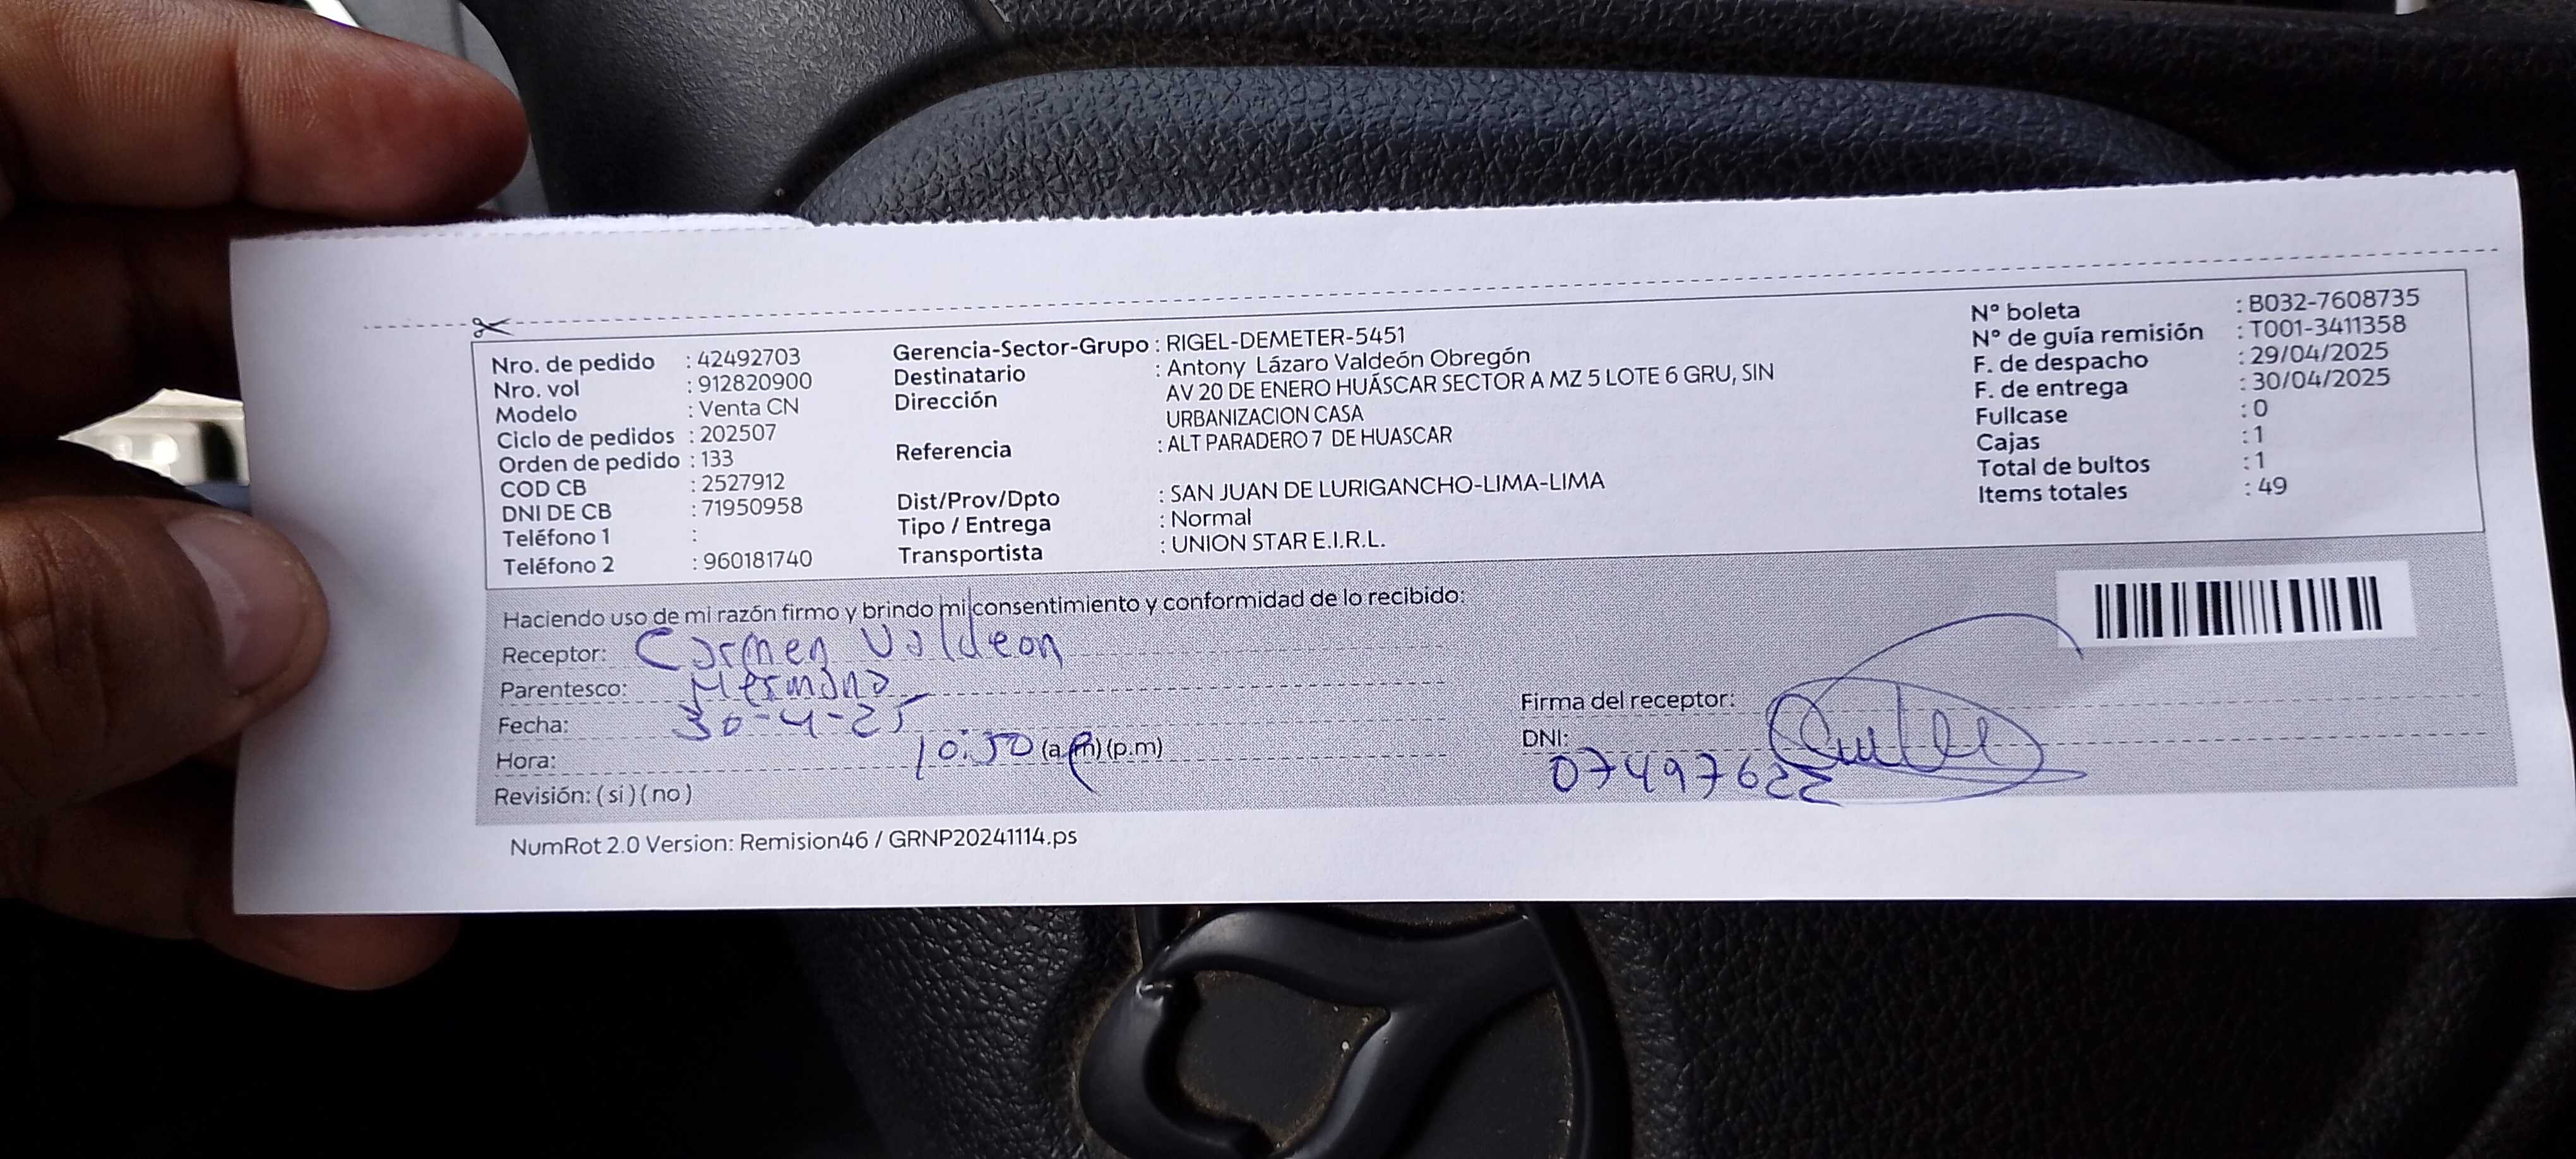 Nro. de pedido : 42492703
Nro. vol : 912820900
Modelo : Venta CN
Ciclo de pedidos : 202507
Orden de pedido : 133
COD CB : 2527912
DNI DE CB : 71950958
Teléfono 1 :
Teléfono 2 : 960181740
Gerencia-Sector-Grupo : RIGEL-DEMETER-5451
Destinatario : Antony Lázaro Valdeón Obregón
Dirección AV 20 DE ENERO HUÁSCAR SECTOR A MZ 5 LOTE 6 GRU, SIN
URBANIZACION CASA
Referencia : ALT PARADERO 7 DE HUASCAR
Dist/Prov/Dpto : SAN JUAN DE LURIGANCHO-LIMA-LIMA
Tipo / Entrega : Normal
Transportista : UNION STAR E.I.R.L.
N° boleta : B032-7608735
N° de guía remisión : T001-3411358
F. de despacho : 29/04/2025
F. de entrega : 30/04/2025
Fullcase : 0
Cajas : 1
Total de bultos : 1
Items totales : 49
Haciendo uso de mi razón firmo y brindo mi consentimiento y conformidad de lo recibido:
Receptor: Carmen Valdeon
Parentesco: Hermana
Fecha: 30-4-25
Hora: 10:50 (a.m) (p.m)
Revisión: ( si ) ( no )
Firma del receptor:
DNI:
07497622
NumRot 2.0 Version: Remision46 / GRNP20241114.ps